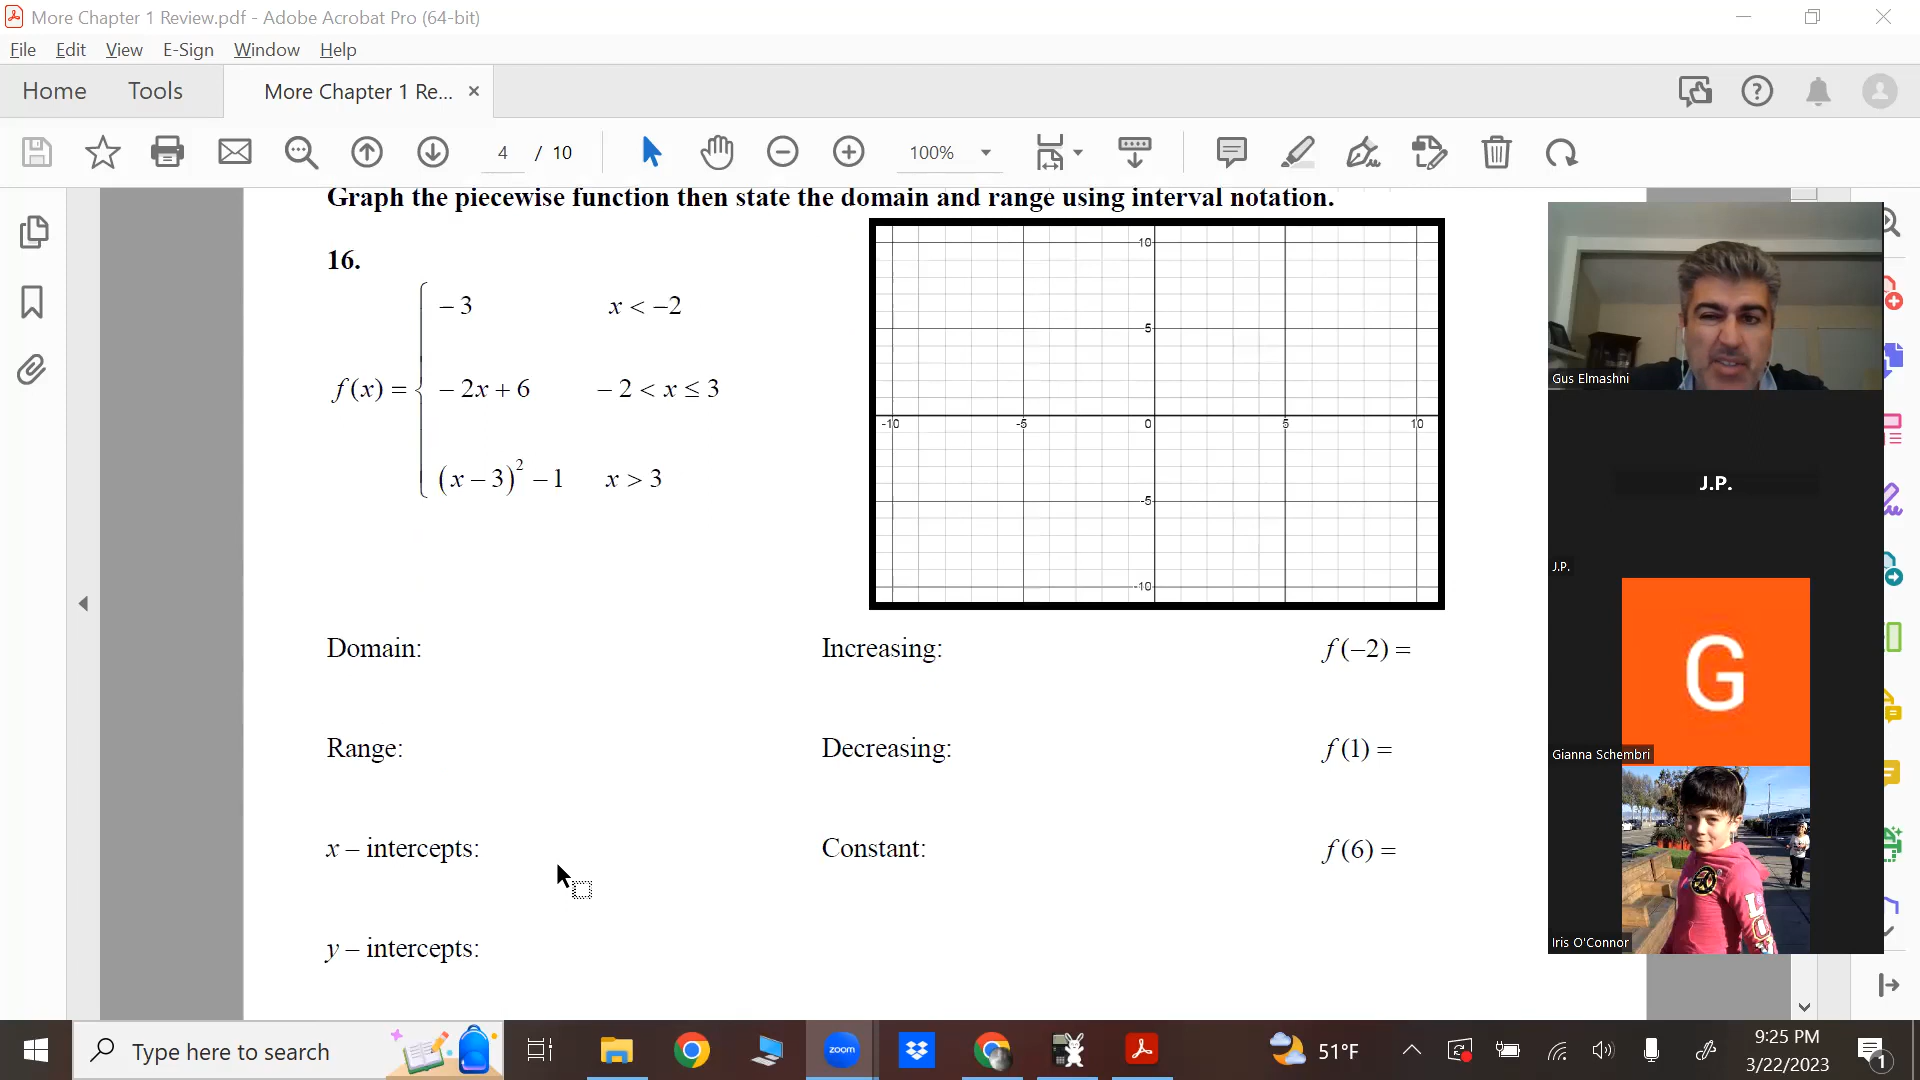 More Chapter 1 Review.pdf - Adobe Acrobat Pro (64-bit)
File Edit View E-Sign Window Help
Home Tools More Chapter 1 Re... ×
4 / 10 100%
Graph the piecewise function then state the domain and range using interval notation.
16.
f(x) = { -3 x < -2
-2x + 6 -2 < x ≤ 3
(x - 3)² - 1 x > 3
10
5
-10 -5 0 5 10
-5
-10
Domain: Increasing: f(-2) =
Range: Decreasing: f(1) =
x – intercepts: Constant: f(6) =
y – intercepts:
Gus Elmashni
J.P.
J.P.
G
Gianna Schembri
Iris O'Connor
Type here to search
zoom
51°F
9:25 PM
3/22/2023
1